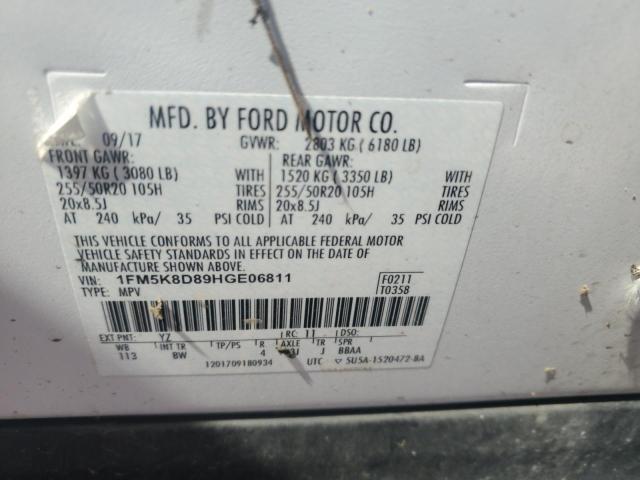 MFD. BY FORD MOTOR CO.
09/17 GVWR: 2803 KG ( 6180 LB)
FRONT GAWR: REAR GAWR:
1397 KG ( 3080 LB) WITH 1520 KG ( 3350 LB) WITH
255/50R20 105H TIRES 255/50R20 105H TIRES
20x8.5J RIMS 20x8.5J RIMS
AT 240 kPa/ 35 PSI COLD AT 240 kPa/ 35 PSI COLD
THIS VEHICLE CONFORMS TO ALL APPLICABLE FEDERAL MOTOR
VEHICLE SAFETY STANDARDS IN EFFECT ON THE DATE OF
MANUFACTURE SHOWN ABOVE.
VIN: 1FM5K8D89HGE06811 F0211
TYPE: MPV T0358
EXT PNT: YZ RC: 11 DSO:
WB INT TR TP/PS R AXLE TR SPR
113 BW 4 J BBAA
1201709180934 UTC 5U5A-1520472-BA